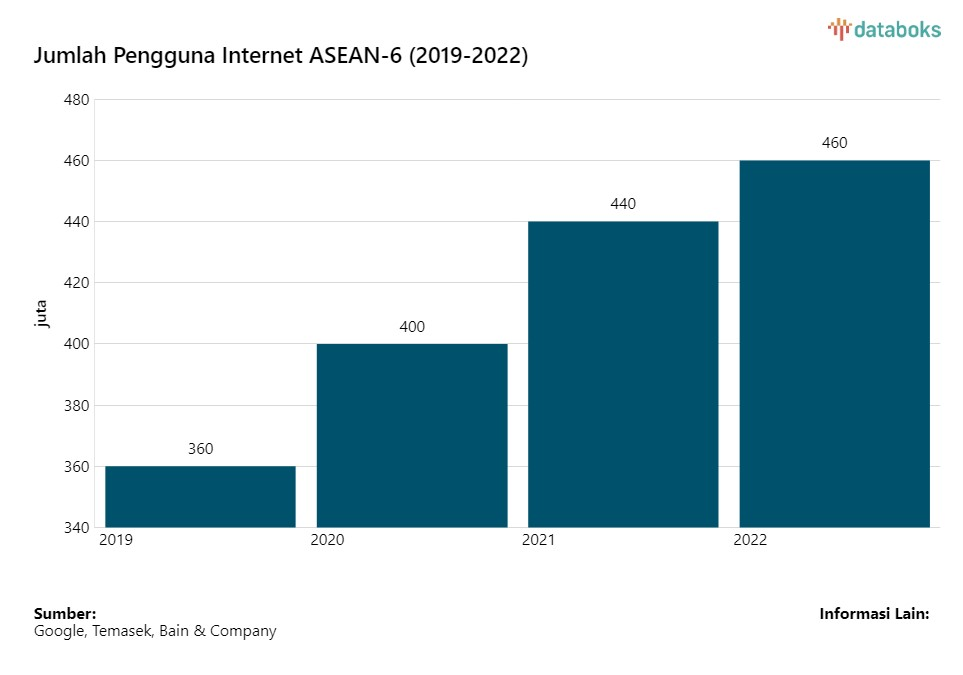 databoks
Jumlah Pengguna Internet ASEAN-6 (2019-2022)
480
460
440
420
400
380
360
340
juta
360
400
440
460
2019
2020
2021
2022
Sumber:
Google, Temasek, Bain & Company
Informasi Lain: